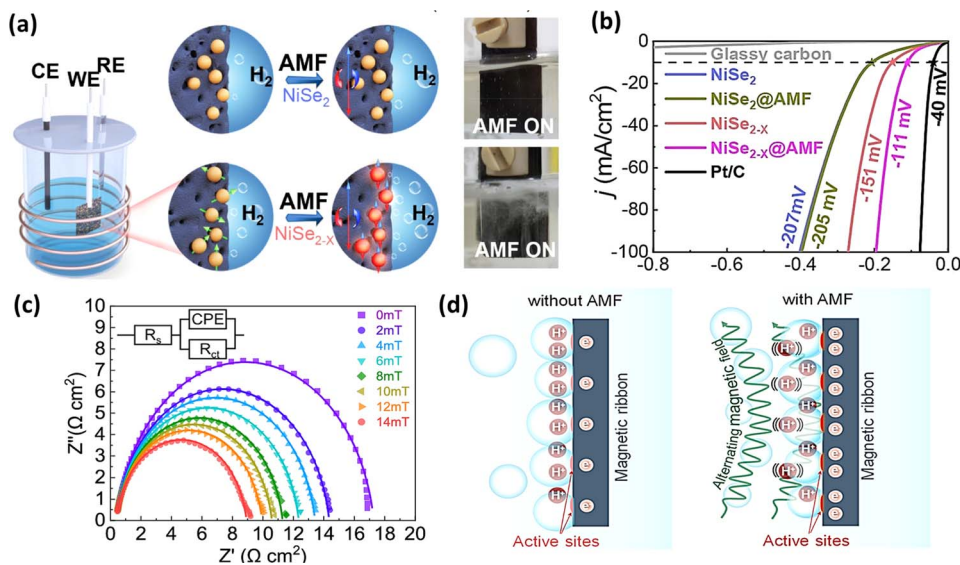 (a)
CE
WE
RE
H₂
AMF
NiSe₂
H₂
AMF ON
H₂
AMF
NiSe₂₋ₓ
H₂
AMF ON
(b)
j (mA/cm²)
0
-20
-40
-60
-80
-100
Glassy carbon
NiSe₂
NiSe₂@AMF
NiSe₂₋ₓ
NiSe₂₋ₓ@AMF
Pt/C
-207mV
-205 mV
-151 mV
-111 mV
-40 mV
-0.8
-0.6
-0.4
-0.2
0.0
(c)
Z"(Ω cm²)
10
9
8
7
6
5
4
3
2
1
0
Rs
CPE
Rct
0mT
2mT
4mT
6mT
8mT
10mT
12mT
14mT
0 2 4 6 8 10 12 14 16 18 20
Z' (Ω cm²)
(d)
without AMF
H⁺
H⁺
H⁺
H⁺
H⁺
H⁺
H⁺
H⁺
e
e
e
e
Magnetic ribbon
Active sites
with AMF
Alternating magnetic field
H⁺
H⁺
H⁺
H⁺
H⁺
H⁺
H⁺
H⁺
e
e
e
e
e
e
e
e
e
Magnetic ribbon
Active sites